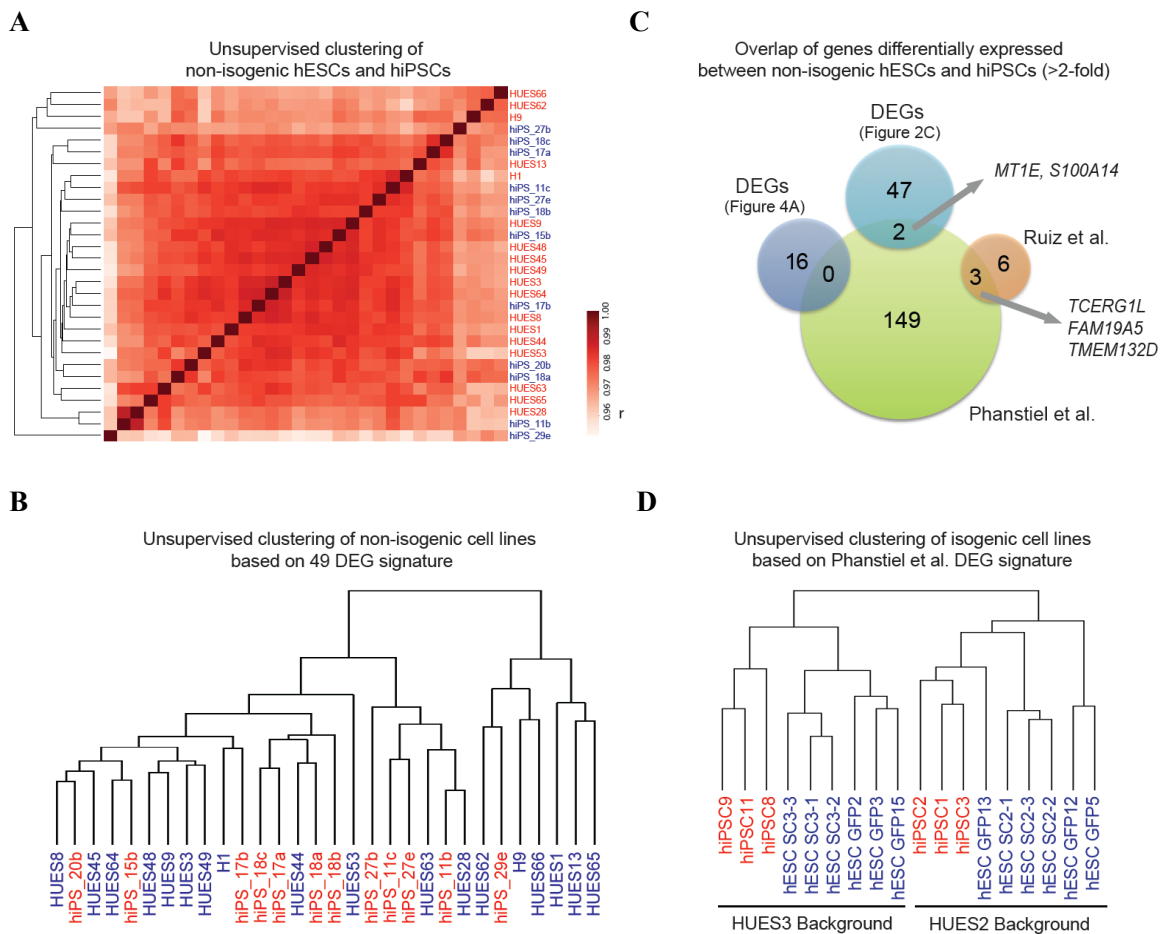 A
Unsupervised clustering of
non-isogenic hESCs and hiPSCs
HUES66
HUES62
H9
hiPS_27b
hiPS_18c
hiPS_17a
HUES13
H1
hiPS_11c
hiPS_27e
hiPS_18b
HUES9
hiPS_15b
HUES48
HUES45
HUES49
HUES3
HUES64
hiPS_17b
HUES8
HUES1
HUES44
HUES53
hiPS_20b
hiPS_18a
HUES63
HUES65
HUES28
hiPS_11b
hiPS_29e
1.00
0.99
0.98
0.97
0.96
r
C
Overlap of genes differentially expressed
between non-isogenic hESCs and hiPSCs (>2-fold)
DEGs
(Figure 2C)
47
2
MT1E, S100A14
DEGs
(Figure 4A)
16
0
Ruiz et al.
6
3
TCERG1L
FAM19A5
TMEM132D
149
Phanstiel et al.
B
Unsupervised clustering of non-isogenic cell lines
based on 49 DEG signature
HUES8
hiPS_20b
HUES45
HUES64
hiPS_15b
HUES48
HUES9
HUES3
HUES49
H1
hiPS_17b
hiPS_18c
hiPS_17a
HUES44
hiPS_18a
hiPS_18b
HUES53
hiPS_27b
hiPS_11c
hiPS_27e
HUES63
hiPS_11b
HUES28
HUES62
hiPS_29e
H9
HUES66
HUES1
HUES13
HUES65
D
Unsupervised clustering of isogenic cell lines
based on Phanstiel et al. DEG signature
hiPSC9
hiPSC11
hiPSC8
hESC SC3-3
hESC SC3-1
hESC SC3-2
hESC GFP2
hESC GFP3
hESC GFP15
hiPSC2
hiPSC1
hiPSC3
hESC GFP13
hESC SC2-1
hESC SC2-3
hESC SC2-2
hESC GFP12
hESC GFP5
HUES3 Background
HUES2 Background